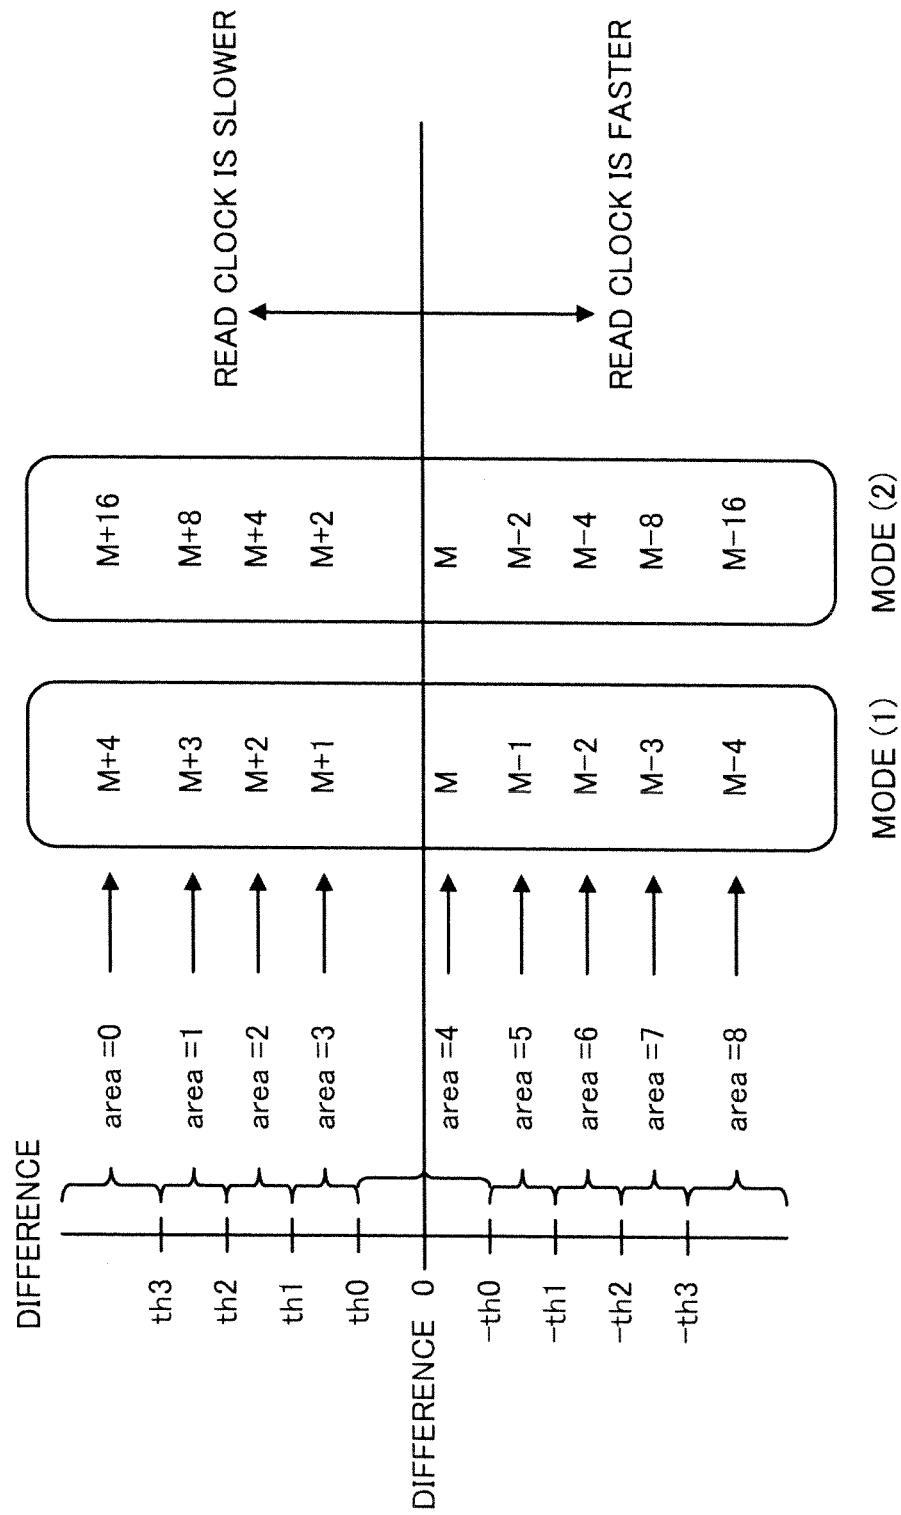 DIFFERENCE
th3
th2
th1
th0
DIFFERENCE 0
-th0
-th1
-th2
-th3
area =0
area =1
area =2
area =3
area =4
area =5
area =6
area =7
area =8
M+4
M+3
M+2
M+1
M
M-1
M-2
M-3
M-4
MODE (1)
M+16
M+8
M+4
M+2
M
M-2
M-4
M-8
M-16
MODE (2)
READ CLOCK IS SLOWER
READ CLOCK IS FASTER